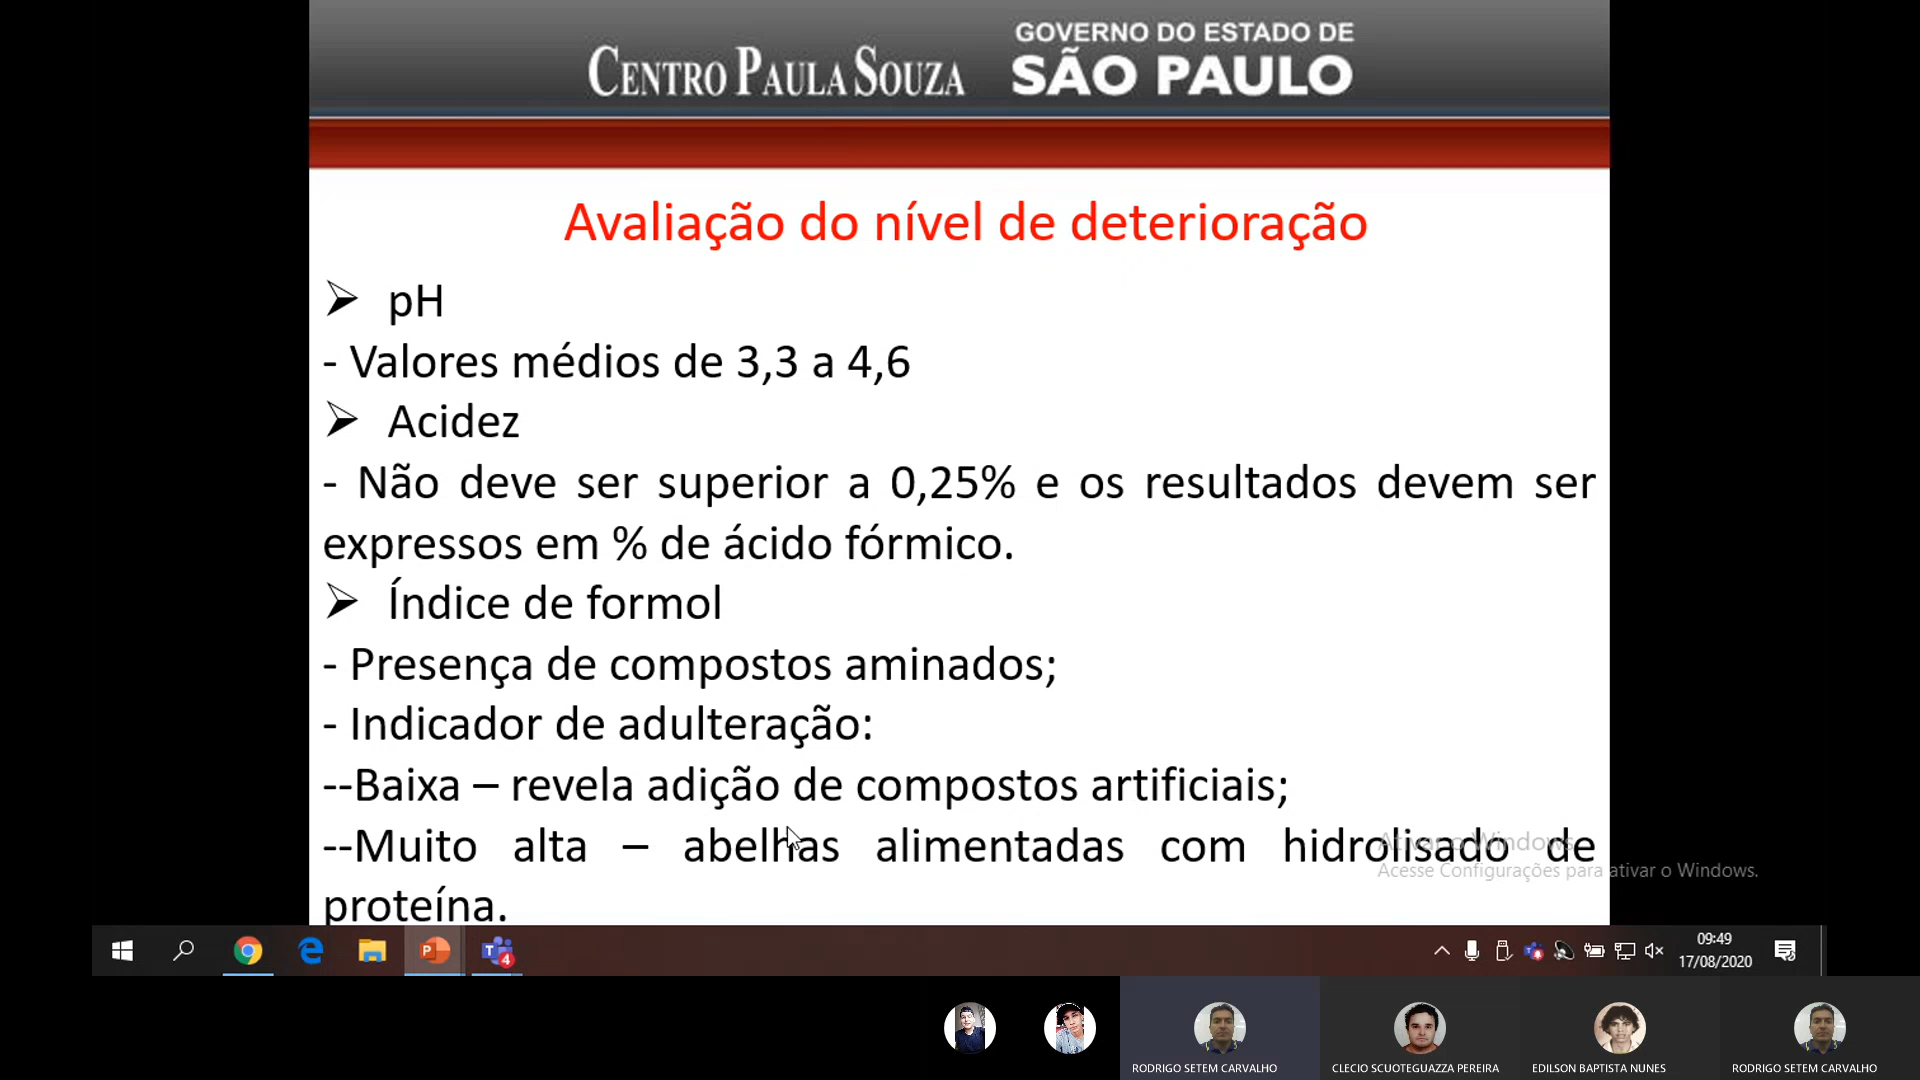 CENTRO PAULA SOUZA
GOVERNO DO ESTADO DE
SÃO PAULO
Avaliação do nível de deterioração
➢ pH
- Valores médios de 3,3 a 4,6
➢ Acidez
- Não deve ser superior a 0,25% e os resultados devem ser
expressos em % de ácido fórmico.
➢ Índice de formol
- Presença de compostos aminados;
- Indicador de adulteração:
--Baixa – revela adição de compostos artificiais;
--Muito alta – abelhas alimentadas com hidrolisado de
proteína.
Ativar o Windows
Acesse Configurações para ativar o Windows.
4
09:49
17/08/2020
RODRIGO SETEM CARVALHO
CLECIO SCUOTEGUAZZA PEREIRA
EDILSON BAPTISTA NUNES
RODRIGO SETEM CARVALHO